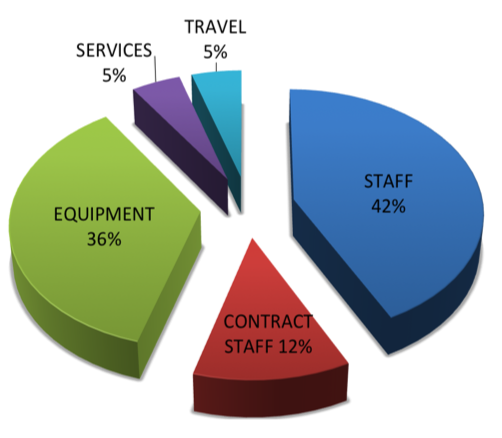 TRAVEL
5%
SERVICES
5%
STAFF
42%
EQUIPMENT
36%
CONTRACT
STAFF 12%